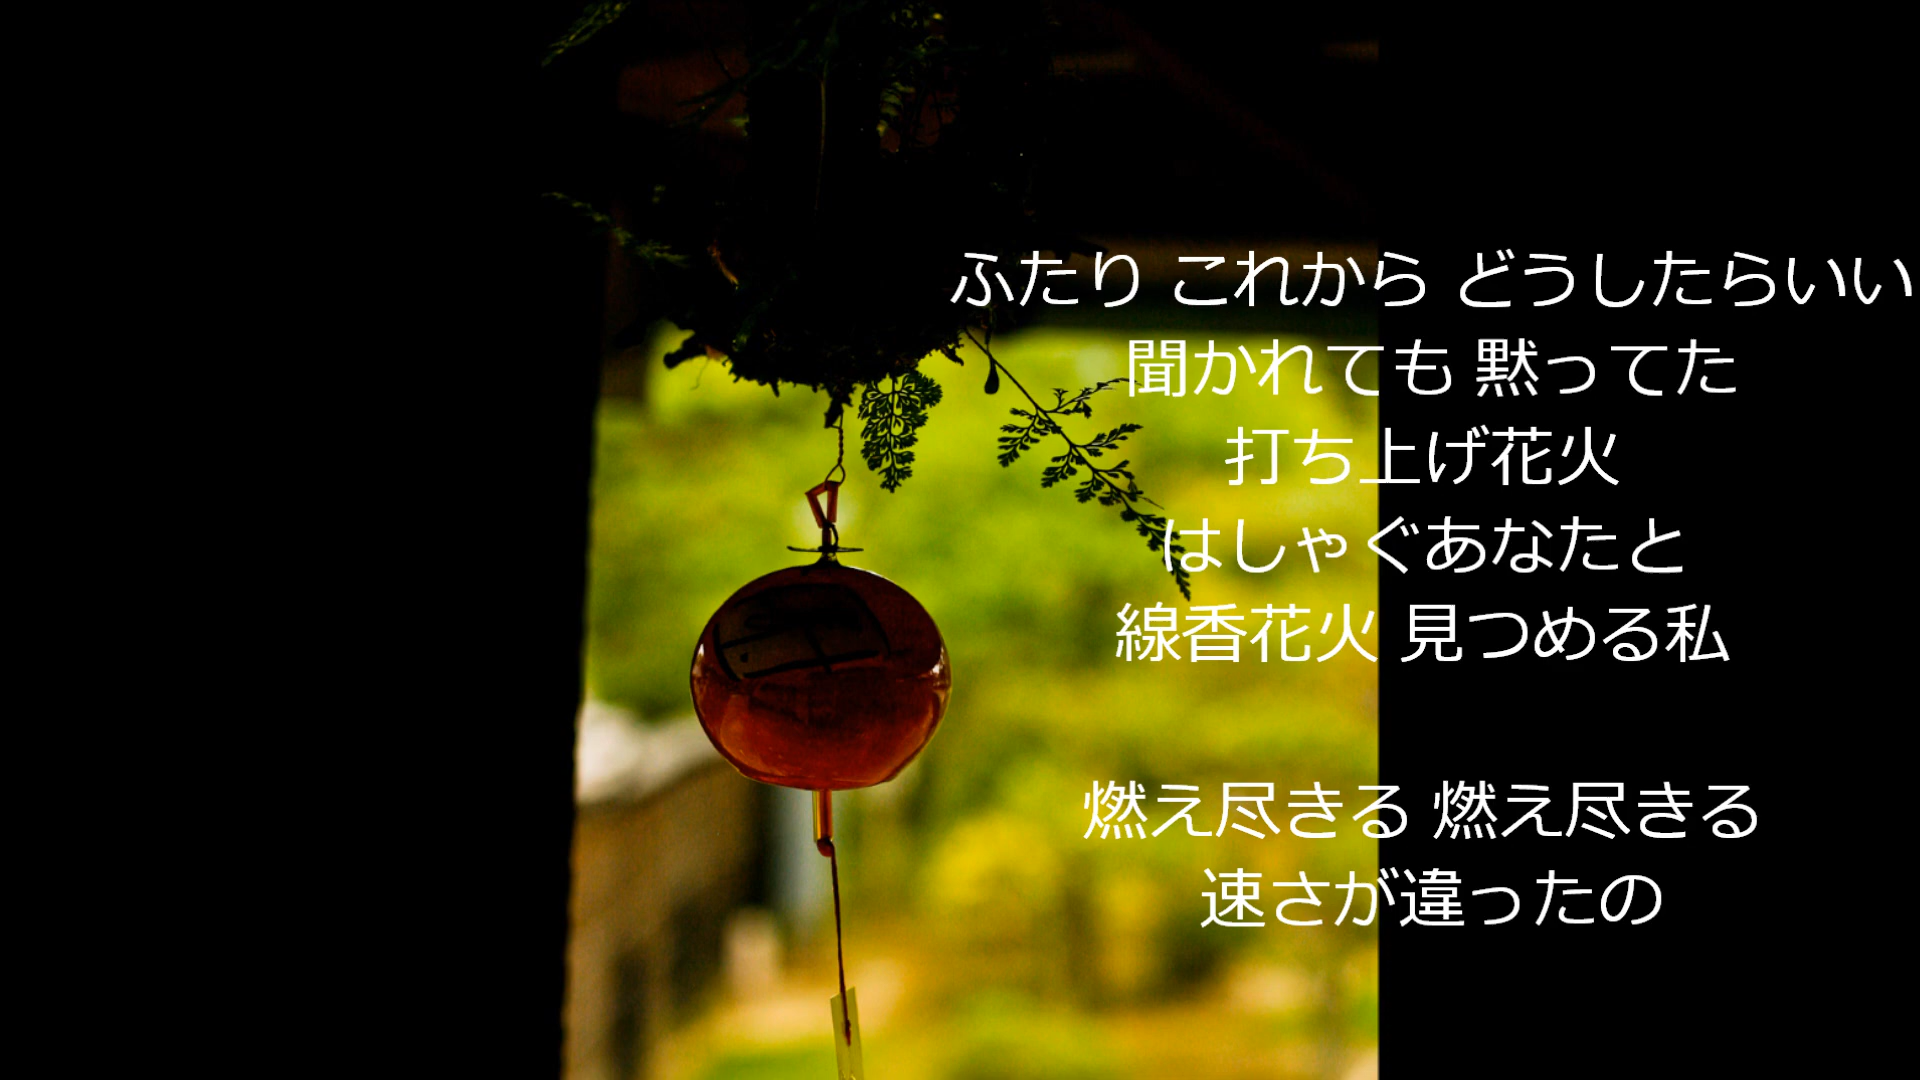 ふたり これから どうしたらいい
聞かれても 黙ってた
打ち上げ花火
はしゃぐあなたと
線香花火 見つめる私
燃え尽きる 燃え尽きる
速さが違ったの